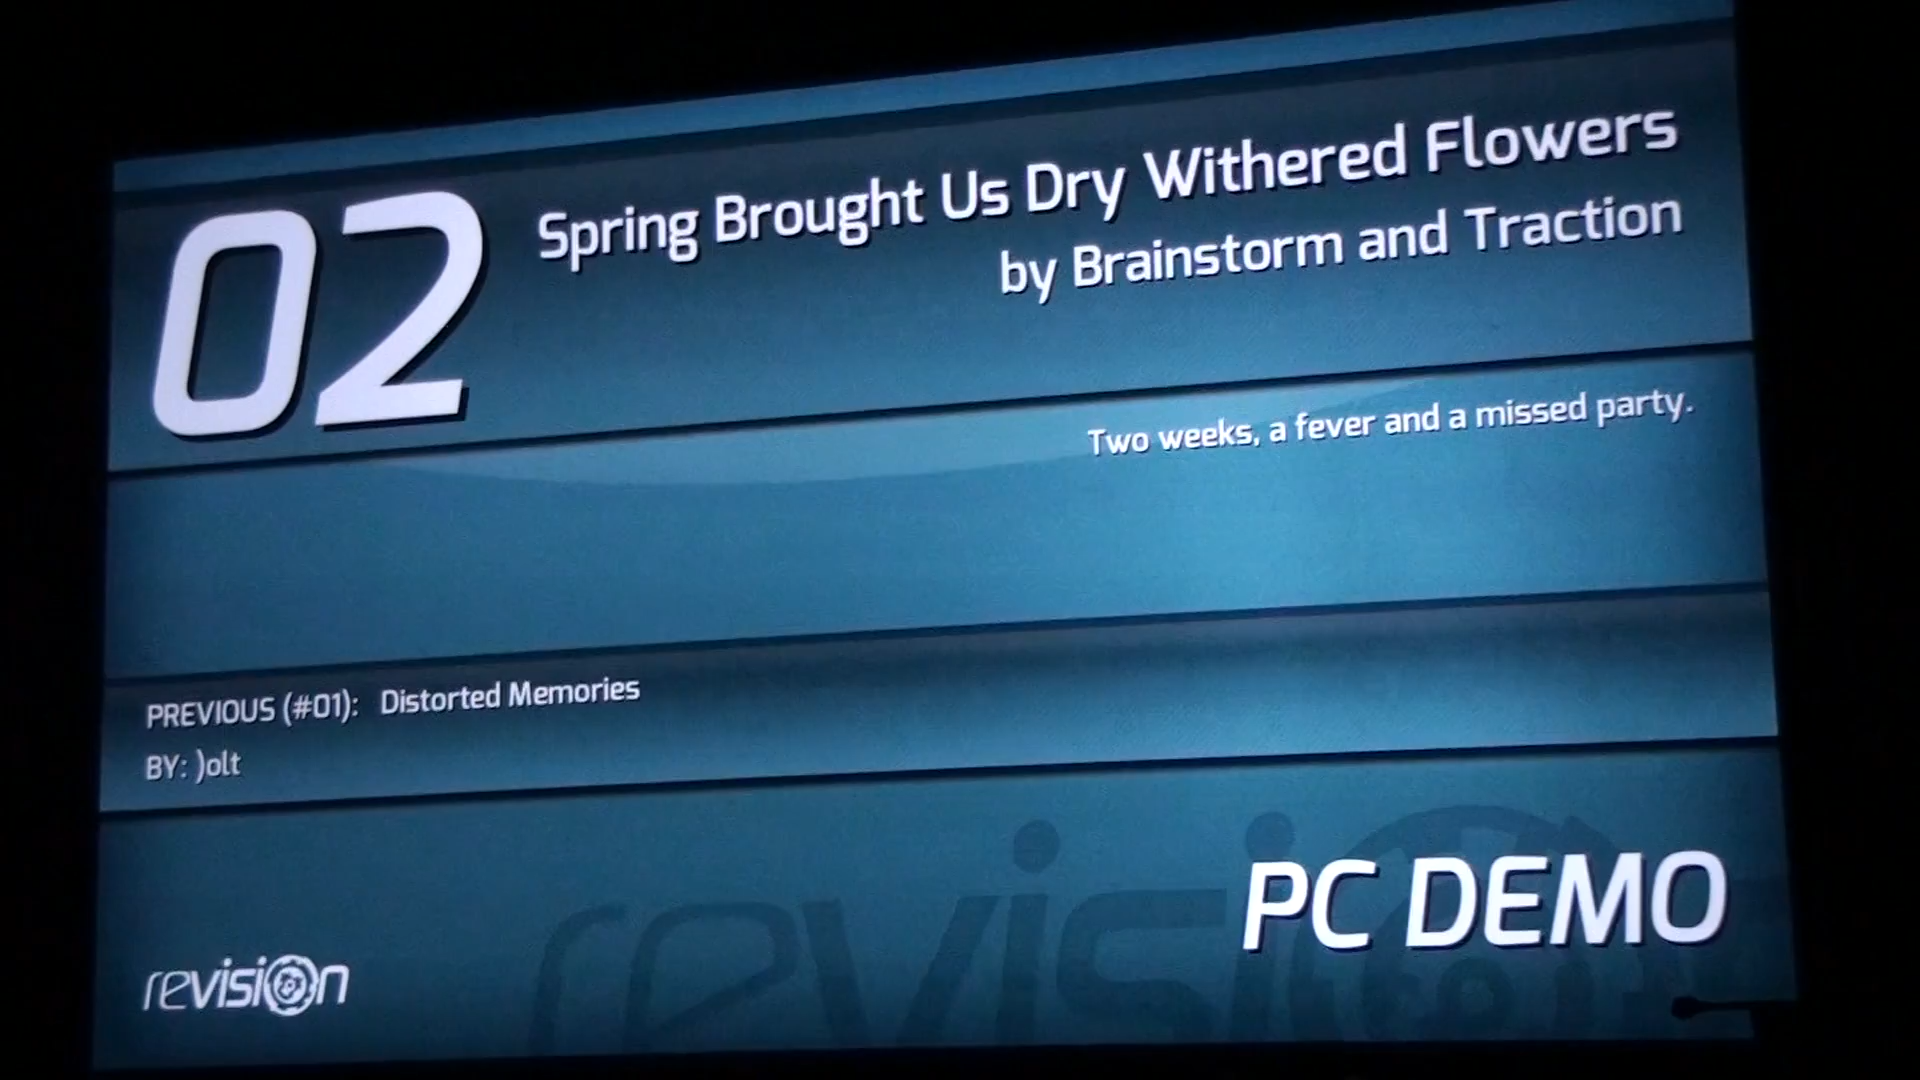 02
Spring Brought Us Dry Withered Flowers
by Brainstorm and Traction
Two weeks, a fever and a missed party.
PREVIOUS (#01): Distorted Memories
BY: )olt
revision
PC DEMO
revision